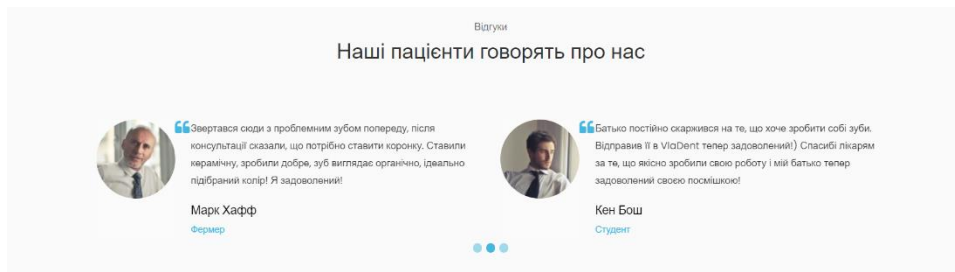 Відгуки
Наші пацієнти говорять про нас
Звертався сюди з проблемним зубом попереду, після
консультації сказали, що потрібно ставити коронку. Ставили
керамічну, зробили добре, зуб виглядає органічно, ідеально
підібраний колір! Я задоволений!
Марк Хафф
Фермер
Батько постійно скаржився на те, що хоче зробити собі зуби.
Відправив її в VlaDent тепер задоволений!) Спасибі лікарям
за те, що якісно зробили свою роботу і мій батько тепер
задоволений своєю посмішкою!
Кен Бош
Студент